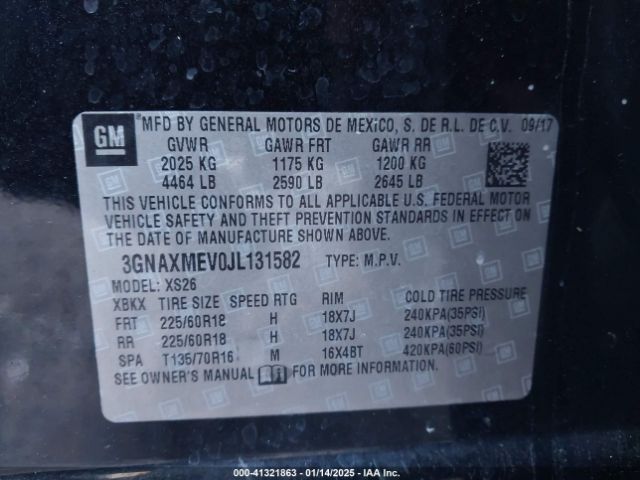 GM
MFD BY GENERAL MOTORS DE MEXICO, S. DE R.L. DE C.V. 09/17
GVWR GAWR FRT GAWR RR
2025 KG 1175 KG 1200 KG
4464 LB 2590 LB 2645 LB
THIS VEHICLE CONFORMS TO ALL APPLICABLE U.S. FEDERAL MOTOR
VEHICLE SAFETY AND THEFT PREVENTION STANDARDS IN EFFECT ON
THE DATE OF MANUFACTURE SHOWN ABOVE.
3GNAXMEV0JL131582 TYPE: M.P.V.
MODEL: XS26
XBKX TIRE SIZE SPEED RTG RIM COLD TIRE PRESSURE
FRT 225/60R18 H 18X7J 240KPA(35PSI)
RR 225/60R18 H 18X7J 240KPA(35PSI)
SPA T135/70R16 M 16X4BT 420KPA(60PSI)
SEE OWNER'S MANUAL FOR MORE INFORMATION.
000-41321863 - 01/14/2025 - IAAI.CA